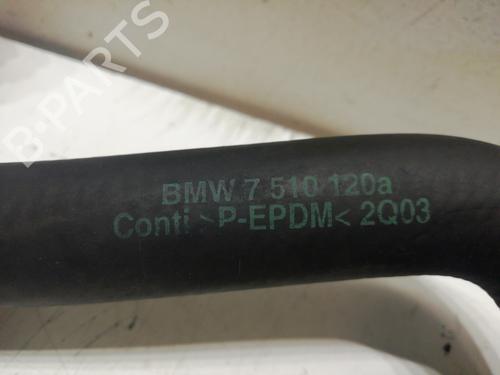 B-PARTS
BMW 7 510 120a
Conti >P-EPDM< 2Q03